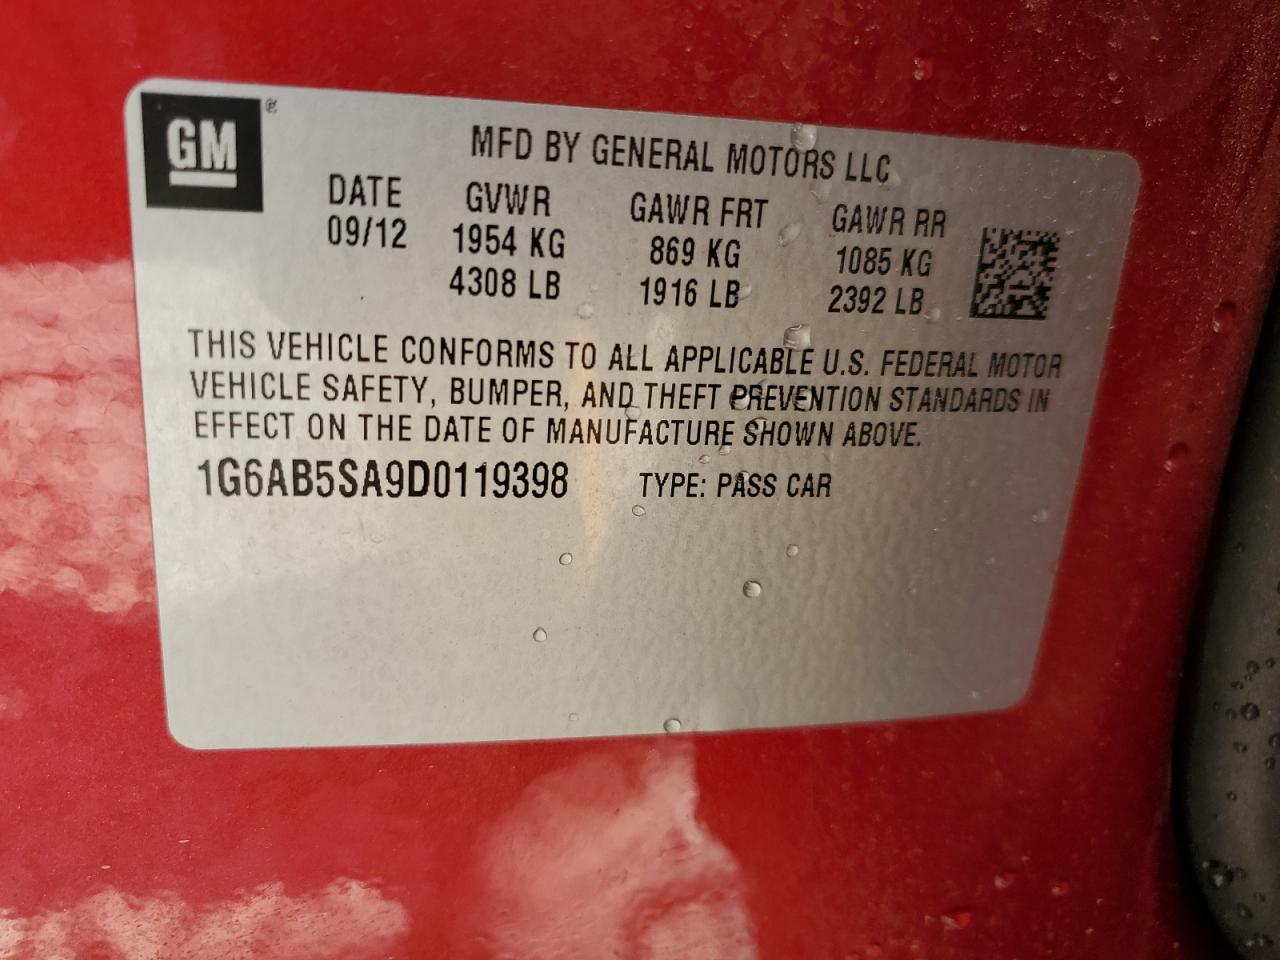 GM ®
MFD BY GENERAL MOTORS LLC
DATE GVWR GAWR FRT GAWR RR
09/12 1954 KG 869 KG 1085 KG
4308 LB 1916 LB 2392 LB
THIS VEHICLE CONFORMS TO ALL APPLICABLE U.S. FEDERAL MOTOR
VEHICLE SAFETY, BUMPER, AND THEFT PREVENTION STANDARDS IN
EFFECT ON THE DATE OF MANUFACTURE SHOWN ABOVE.
1G6AB5SA9D0119398 TYPE: PASS CAR